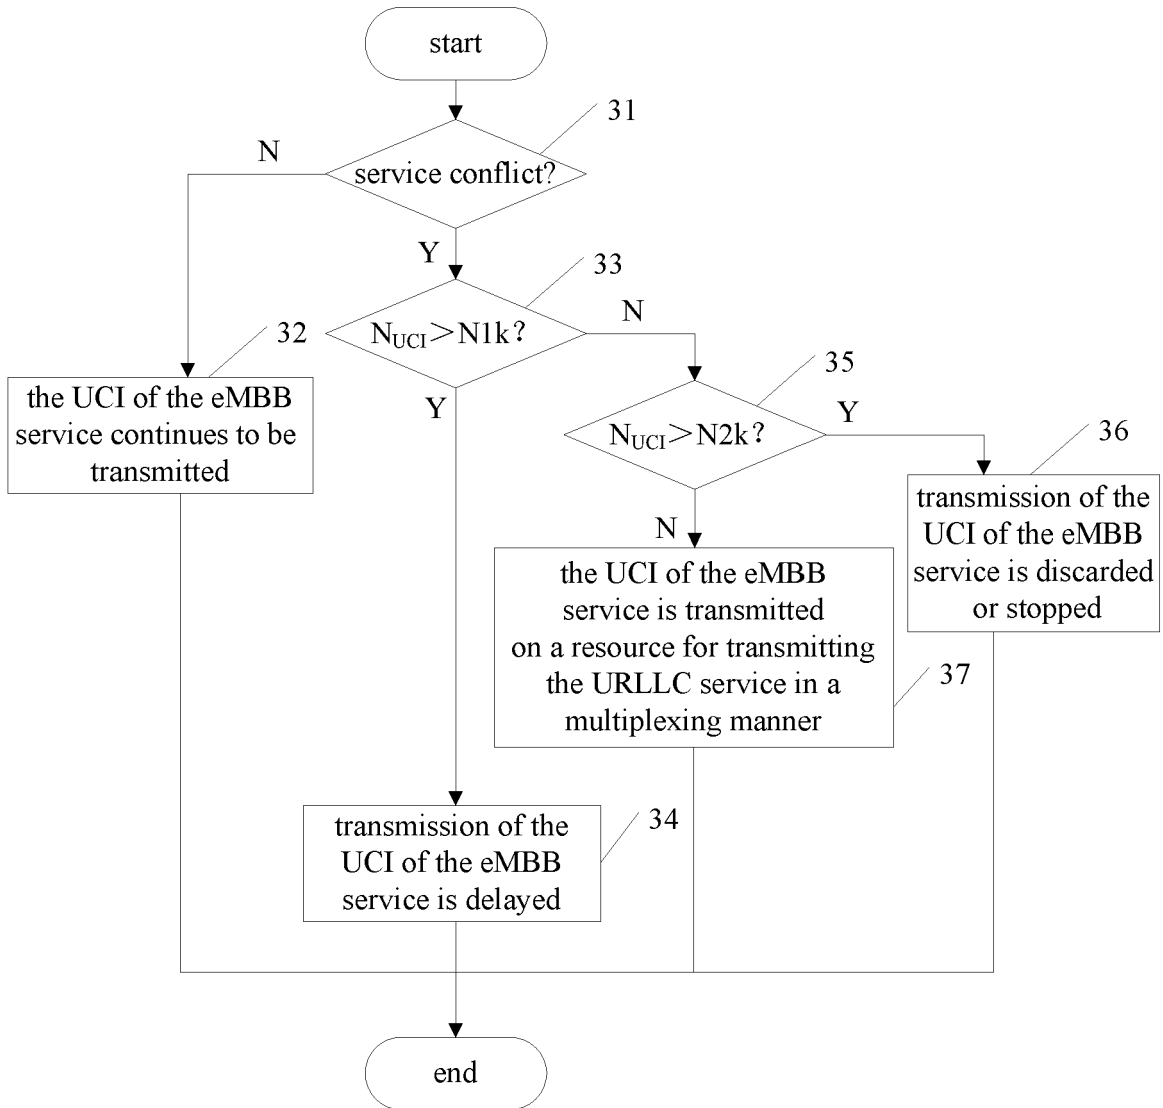 start
31
N
service conflict?
Y
33
N
32
NUCI＞N1k？
35
the UCI of the eMBB
service continues to be
transmitted
Y
Y
NUCI＞N2k？
36
N
transmission of the
UCI of the eMBB
service is discarded
or stopped
the UCI of the eMBB
service is transmitted
on a resource for transmitting
the URLLC service in a
multiplexing manner
37
transmission of the
UCI of the eMBB
service is delayed
34
end